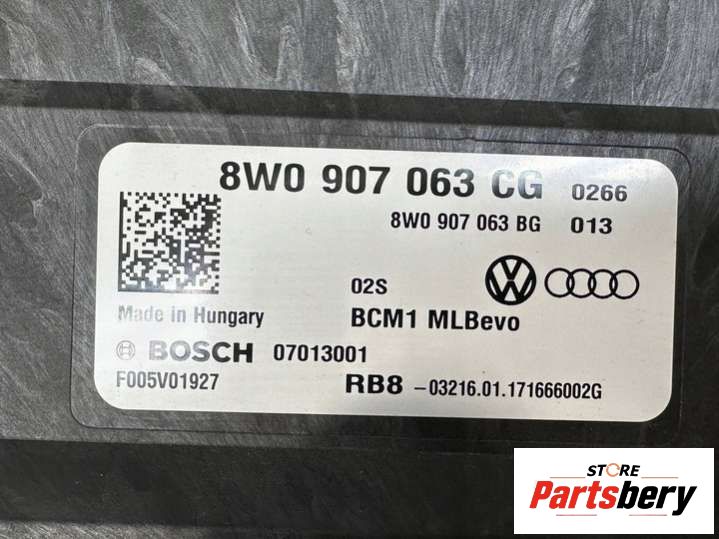 8W0 907 063 CG 0266
8W0 907 063 BG 013
02S
Made in Hungary BCM1 MLBevo
BOSCH 07013001
F005V01927 RB8 -03216.01.171666002G
STORE
Partsbery